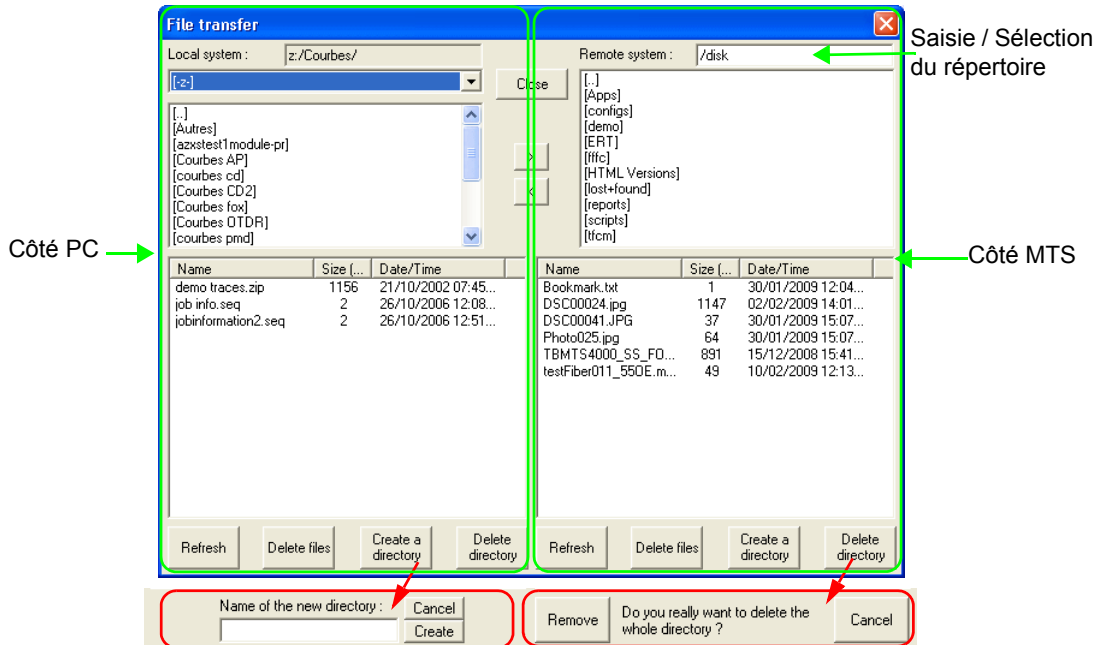 File transfer
Saisie / Sélection
du répertoire
Local system :
z:/Courbes/
Remote system :
/disk
[-z-]
Close
[..]
[Autres]
[azxstest1module-pr]
[Courbes AP]
[courbes cd]
[Courbes CD2]
[Courbes fox]
[Courbes OTDR]
[courbes pmd]
>
<
[..]
[Apps]
[configs]
[demo]
[ERT]
[fffc]
[HTML Versions]
[lost+found]
[reports]
[scripts]
[tfcm]
Côté PC
Côté MTS
Name Size (... Date/Time
demo traces.zip 1156 21/10/2002 07:45...
job info.seq 2 26/10/2006 12:08...
jobinformation2.seq 2 26/10/2006 12:51...
Name Size (... Date/Time
Bookmark.txt 1 30/01/2009 12:04...
DSC00024.jpg 1147 02/02/2009 14:01...
DSC00041.JPG 37 30/01/2009 15:07...
Photo025.jpg 64 30/01/2009 15:07...
TBMTS4000_SS_FO... 891 15/12/2008 15:41...
testFiber011_55OE.m... 49 10/02/2009 12:13...
Refresh
Delete files
Create a
directory
Delete
directory
Refresh
Delete files
Create a
directory
Delete
directory
Name of the new directory :
Cancel
Create
Remove
Do you really want to delete the
whole directory ?
Cancel